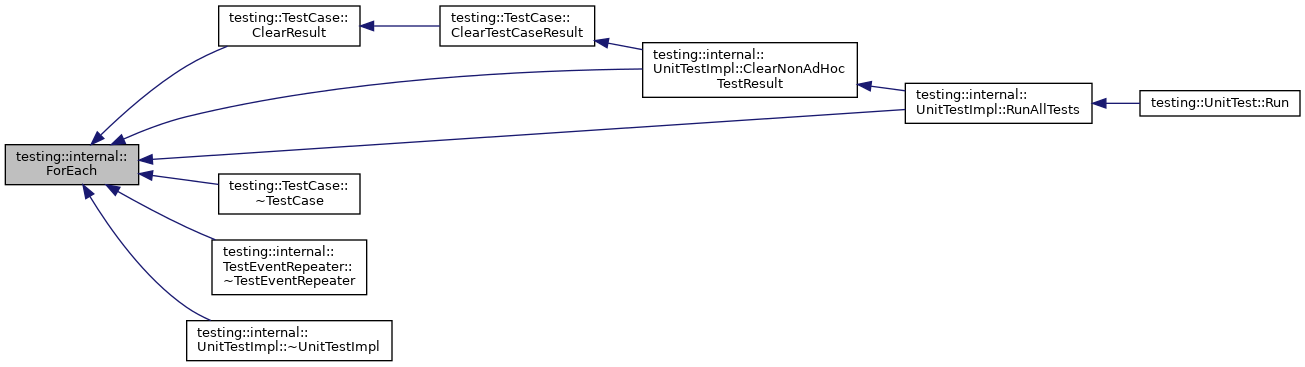 testing::TestCase::
ClearResult
testing::TestCase::
ClearTestCaseResult
testing::internal::
UnitTestImpl::ClearNonAdHoc
TestResult
testing::internal::
UnitTestImpl::RunAllTests
testing::UnitTest::Run
testing::internal::
ForEach
testing::TestCase::
~TestCase
testing::internal::
TestEventRepeater::
~TestEventRepeater
testing::internal::
UnitTestImpl::~UnitTestImpl